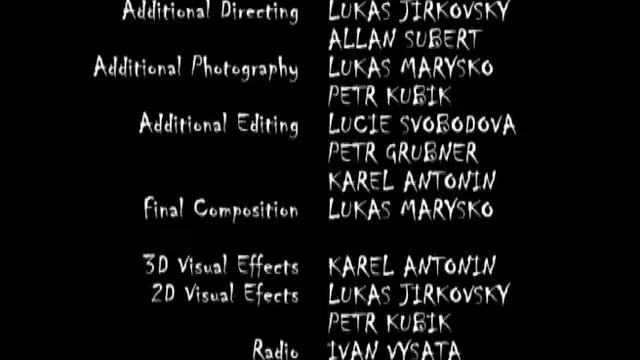 Additional Directing LUKAS JIRKOVSKY
ALLAN SUBERT
Additional Photography LUKAS MARYSKO
PETR KUBIK
Additional Editing LUCIE SVOBODOVA
PETR GRUBNER
KAREL ANTONIN
Final Composition LUKAS MARYSKO
3D Visual Effects KAREL ANTONIN
2D Visual Efects LUKAS JIRKOVSKY
PETR KUBIK
Radio IVAN VYSATA